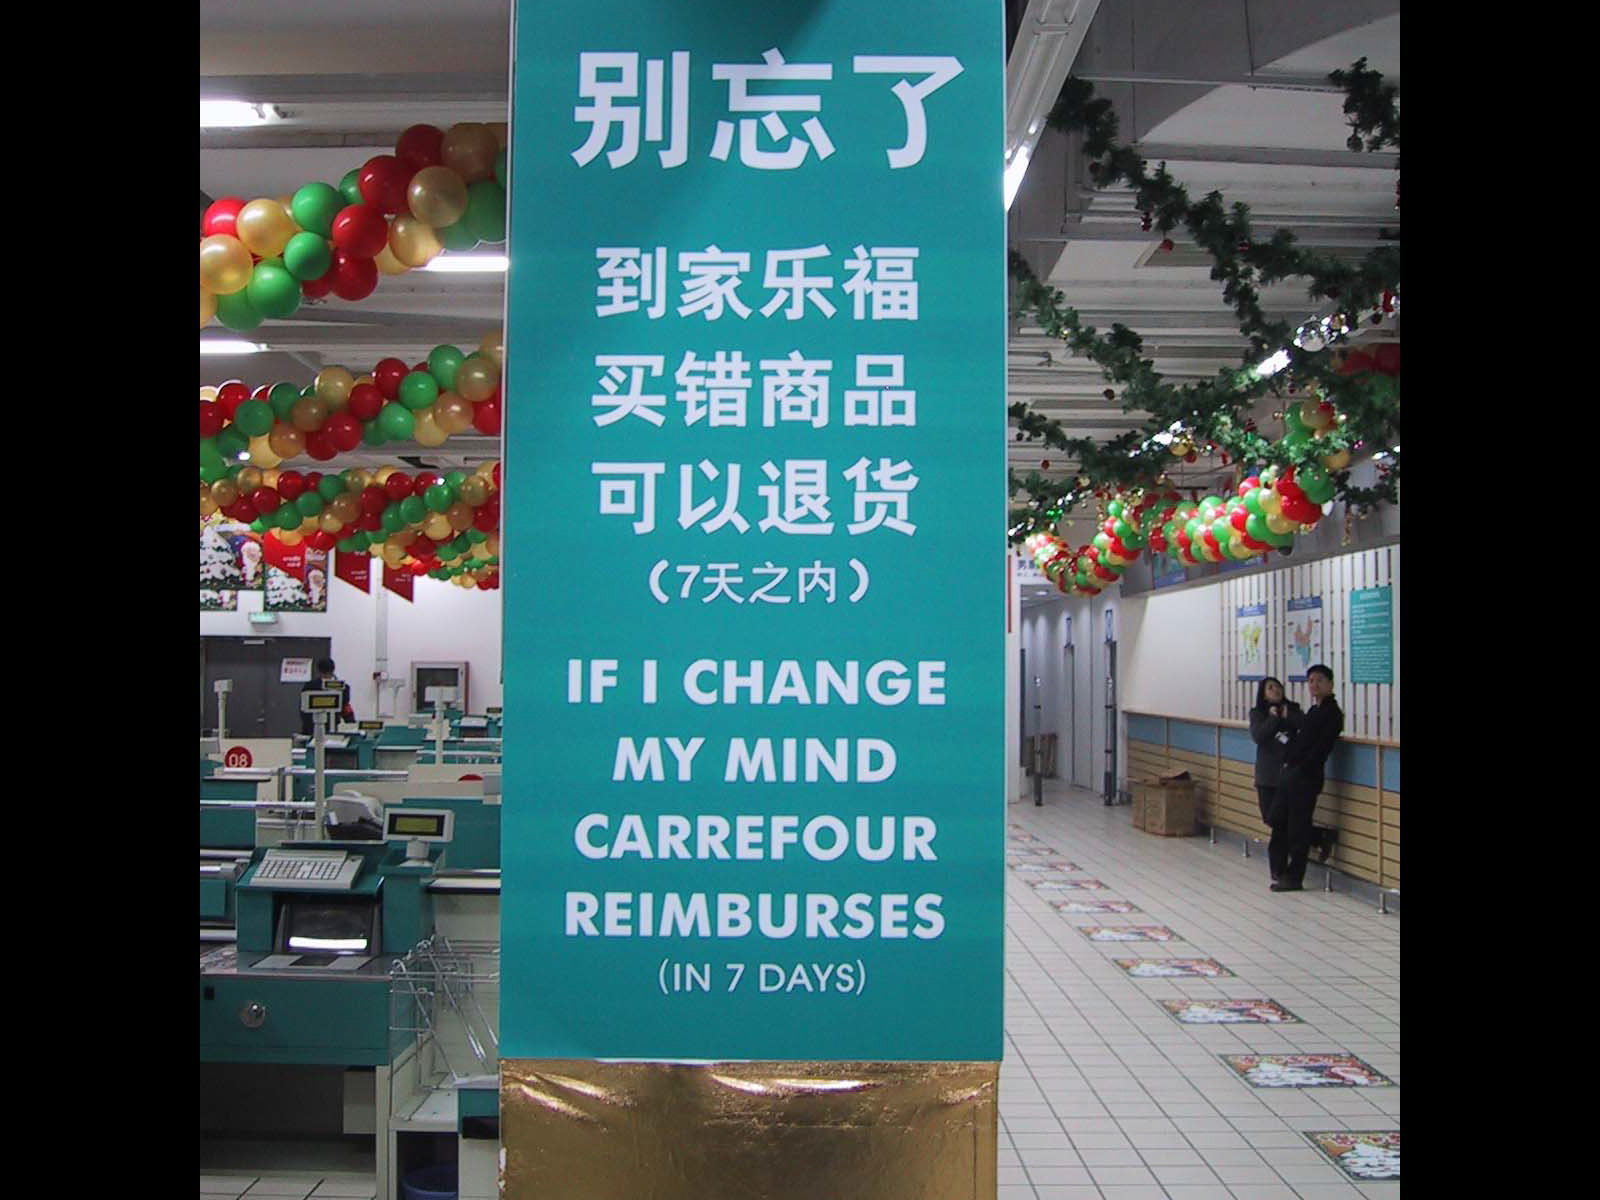 别忘了
到家乐福
买错商品
可以退货
（7天之内）
IF I CHANGE
MY MIND
CARREFOUR
REIMBURSES
(IN 7 DAYS)
08